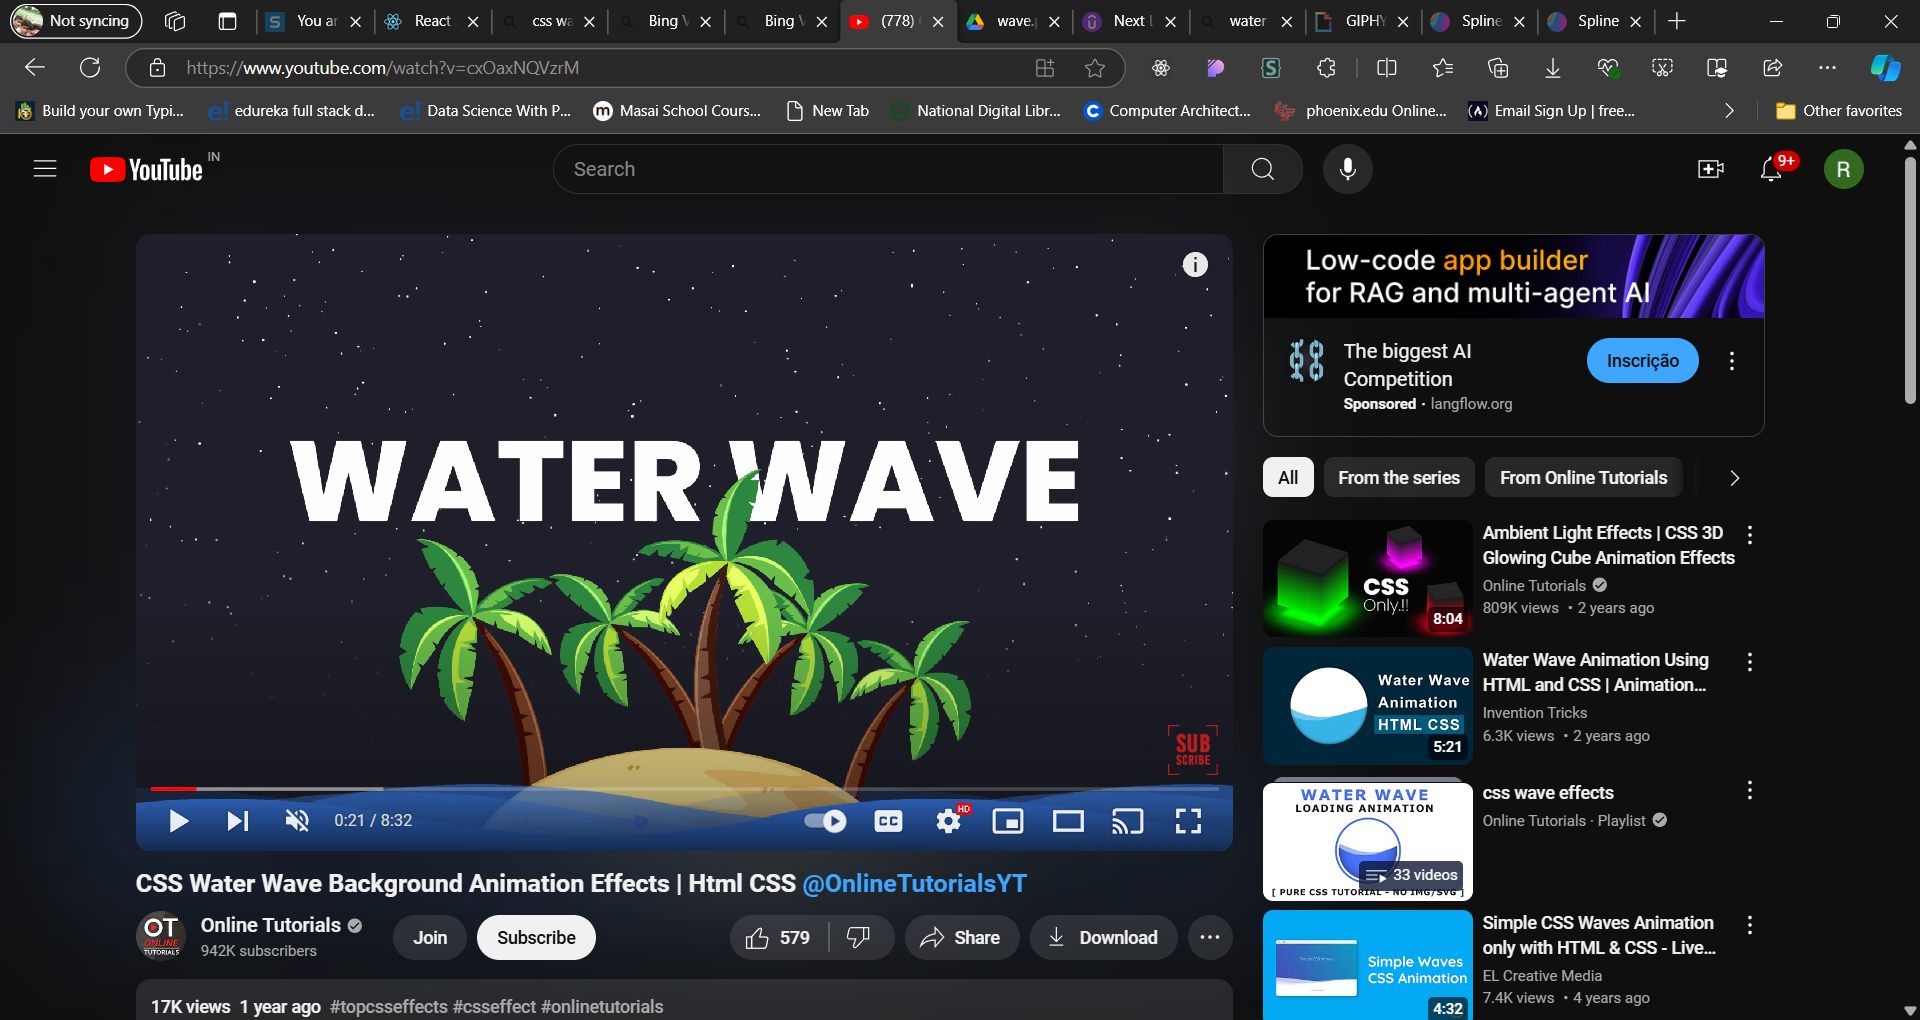 Not syncing
You ar
React
css wa
Bing V
Bing V
(778)
wave.p
Next L
water
GIPHY
Spline
Spline
https://www.youtube.com/watch?v=cxOaxNQVzrM
Build your own Typi...
edureka full stack d...
Data Science With P...
Masai School Cours...
New Tab
National Digital Libr...
Computer Architect...
phoenix.edu Online...
Email Sign Up | free...
Other favorites
YouTube IN
Search
9+
R
WATER WAVE
SUB
SCRIBE
0:21 / 8:32
CC
HD
CSS Water Wave Background Animation Effects | Html CSS @OnlineTutorialsYT
OT
ONLINE
TUTORIALS
Online Tutorials
942K subscribers
Join
Subscribe
579
Share
Download
17K views 1 year ago #topcsseffects #csseffect #onlinetutorials
Low-code app builder
for RAG and multi-agent AI
The biggest AI
Competition
Sponsored · langflow.org
Inscrição
All
From the series
From Online Tutorials
CSS
Only.!!
8:04
Ambient Light Effects | CSS 3D
Glowing Cube Animation Effects
Online Tutorials
809K views • 2 years ago
Water Wave
Animation
HTML CSS
5:21
Water Wave Animation Using
HTML and CSS | Animation...
Invention Tricks
6.3K views • 2 years ago
WATER WAVE
LOADING ANIMATION
33 videos
[ PURE CSS TUTORIAL - NO IMG/SVG ]
css wave effects
Online Tutorials · Playlist
Simple Waves
CSS Animation
4:32
Simple CSS Waves Animation
only with HTML & CSS - Live...
EL Creative Media
7.4K views • 4 years ago